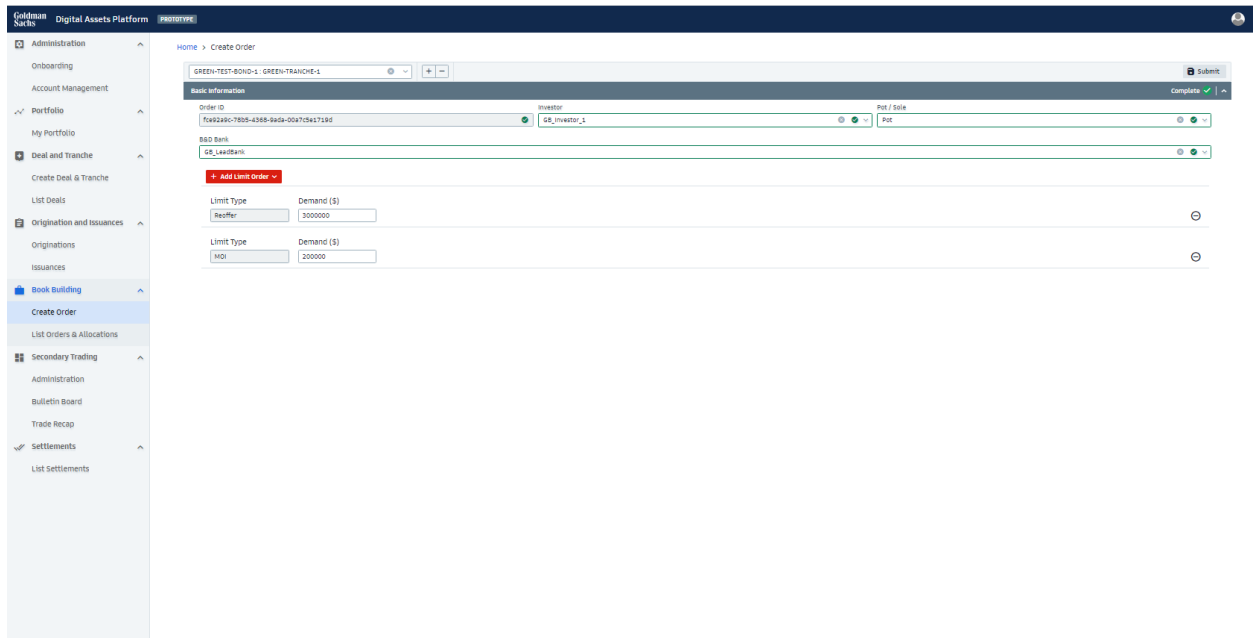 Goldman Sachs Digital Assets Platform PROTOTYPE
Administration
Onboarding
Account Management
Portfolio
My Portfolio
Deal and Tranche
Create Deal & Tranche
List Deals
Origination and Issuances
Originations
Issuances
Book Building
Create Order
List Orders & Allocations
Secondary Trading
Administration
Bulletin Board
Trade Recap
Settlements
List Settlements
Home > Create Order
GREEN-TEST-BOND-1 : GREEN-TRANCHE-1 + − Submit
Basic Information Complete
Order ID Investor Pot / Sole
fce92a9c-78b5-4368-9ada-00a7c5e1719d GB_Investor_1 Pot
B&D Bank
GB_LeadBank
+ Add Limit Order
Limit Type Demand ($)
Reoffer 3000000
Limit Type Demand ($)
MOI 200000